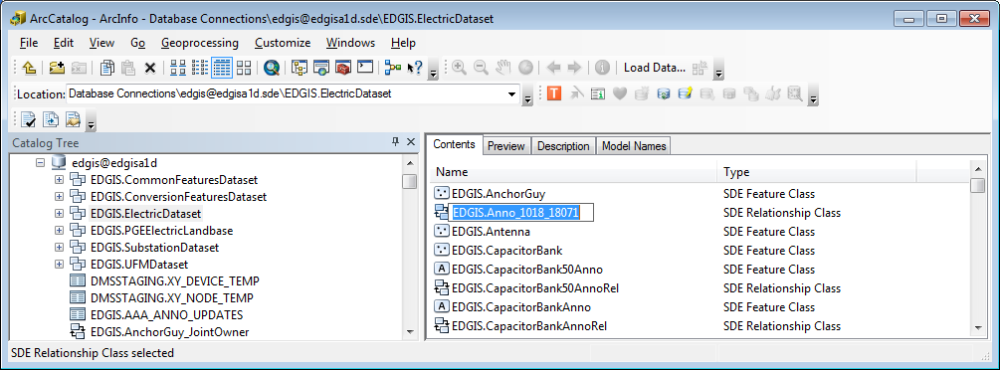 ArcCatalog - ArcInfo - Database Connections\edgis@edgisa1d.sde\EDGIS.ElectricDataset
File Edit View Go Geoprocessing Customize Windows Help
Load Data...
Location: Database Connections\edgis@edgisa1d.sde\EDGIS.ElectricDataset
Catalog Tree
edgis@edgisa1d
EDGIS.CommonFeaturesDataset
EDGIS.ConversionFeaturesDataset
EDGIS.ElectricDataset
EDGIS.PGEElectricLandbase
EDGIS.SubstationDataset
EDGIS.UFMDataset
DMSSTAGING.XY_DEVICE_TEMP
DMSSTAGING.XY_NODE_TEMP
EDGIS.AAA_ANNO_UPDATES
EDGIS.AnchorGuy_JointOwner
Contents Preview Description Model Names
Name Type
EDGIS.AnchorGuy SDE Feature Class
EDGIS.Anno_1018_18071 SDE Relationship Class
EDGIS.Antenna SDE Feature Class
EDGIS.CapacitorBank SDE Feature Class
A EDGIS.CapacitorBank50Anno SDE Feature Class
EDGIS.CapacitorBank50AnnoRel SDE Relationship Class
A EDGIS.CapacitorBankAnno SDE Feature Class
EDGIS.CapacitorBankAnnoRel SDE Relationship Class
SDE Relationship Class selected